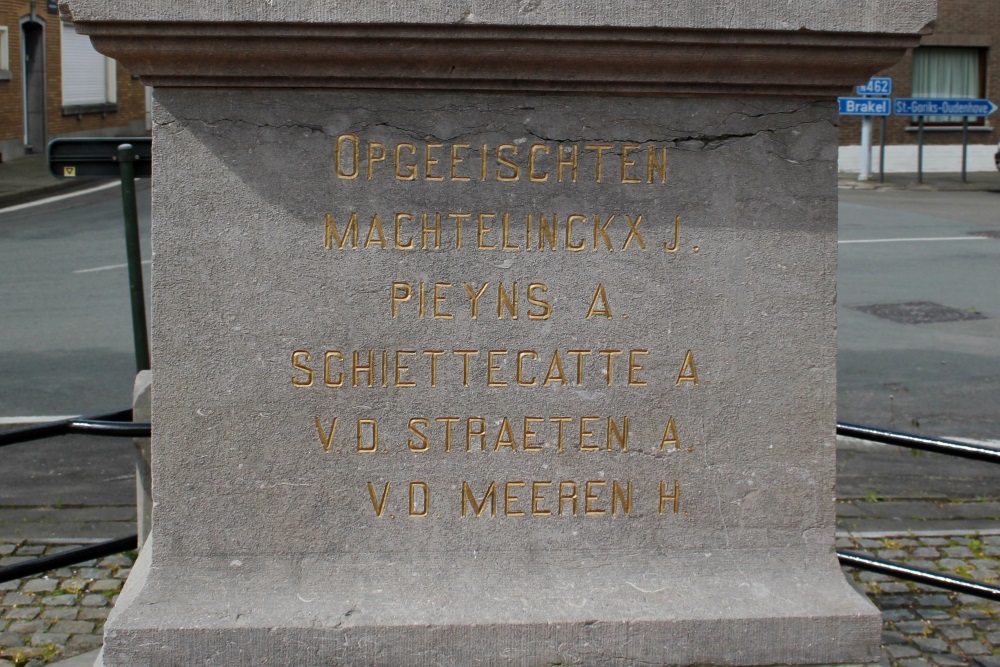 N462
Brakel
St-Goriks-Oudenhove
OPGEEISCHTEN
MACHTELINCKX J.
PIEYNS A.
SCHIETTECATTE A.
V.D. STRAETEN A.
V.D MEEREN H